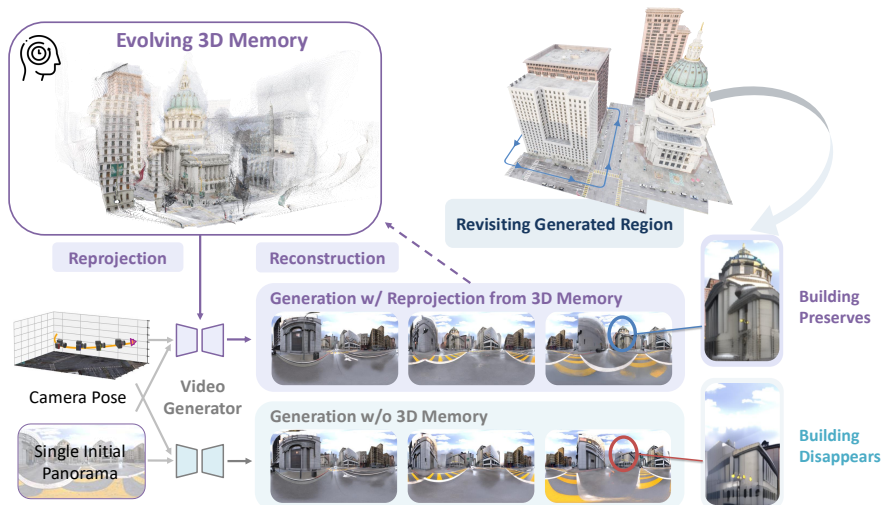 Evolving 3D Memory
Revisiting Generated Region
Reprojection
Reconstruction
Generation w/ Reprojection from 3D Memory
Building
Preserves
Camera Pose
Video
Generator
Generation w/o 3D Memory
Single Initial
Panorama
Building
Disappears